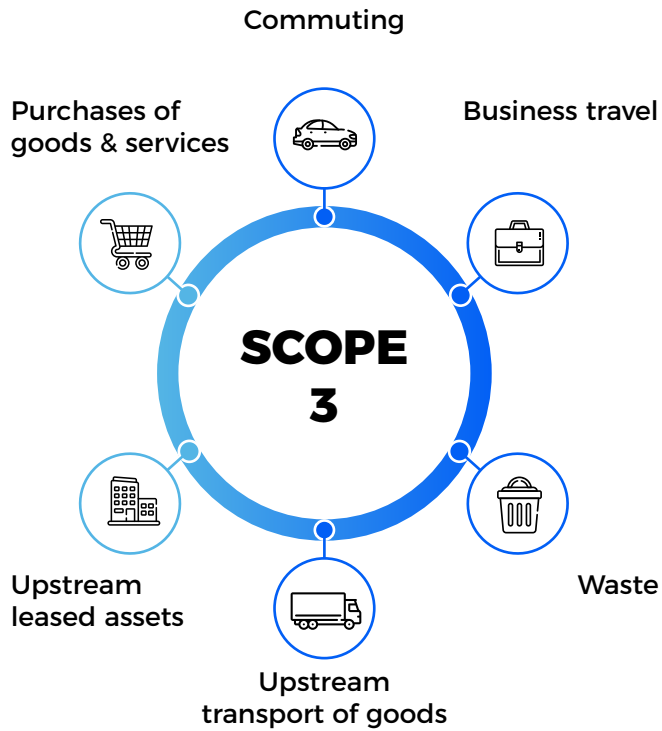 Commuting
Purchases of
goods & services
Business travel
SCOPE
3
Upstream
leased assets
Waste
Upstream
transport of goods